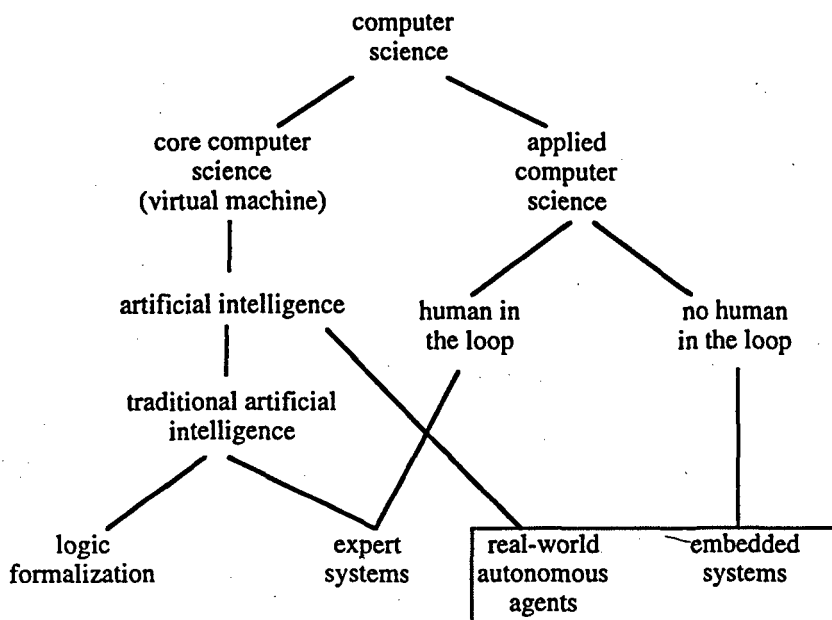 computer
science
core computer
science
(virtual machine)
applied
computer
science
artificial intelligence
human in
the loop
no human
in the loop
traditional artificial
intelligence
logic
formalization
expert
systems
real-world
autonomous
agents
embedded
systems